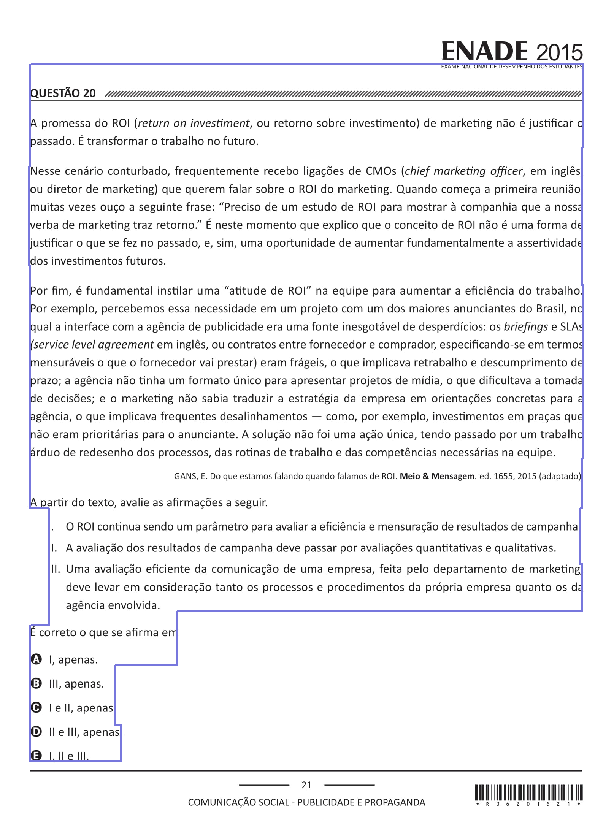 ENADE 2015
EXAME NACIONAL DE DESEMPENHO DOS ESTUDANTES
QUESTÃO 20
A promessa do ROI (return on investiment, ou retorno sobre investimento) de marketing não é justificar o
passado. É transformar o trabalho no futuro.
Nesse cenário conturbado, frequentemente recebo ligações de CMOs (chief marketing officer, em inglês
ou diretor de marketing) que querem falar sobre o ROI do marketing. Quando começa a primeira reunião
muitas vezes ouço a seguinte frase: “Preciso de um estudo de ROI para mostrar à companhia que a nossa
verba de marketing traz retorno.” É neste momento que explico que o conceito de ROI não é uma forma de
justificar o que se fez no passado, e, sim, uma oportunidade de aumentar fundamentalmente a assertividade
dos investimentos futuros.
Por fim, é fundamental instilar uma “atitude de ROI” na equipe para aumentar a eficiência do trabalho.
Por exemplo, percebemos essa necessidade em um projeto com um dos maiores anunciantes do Brasil, no
qual a interface com a agência de publicidade era uma fonte inesgotável de desperdícios: os briefings e SLAs
(service level agreement em inglês, ou contratos entre fornecedor e comprador, especificando-se em termos
mensuráveis o que o fornecedor vai prestar) eram frágeis, o que implicava retrabalho e descumprimento de
prazo; a agência não tinha um formato único para apresentar projetos de mídia, o que dificultava a tomada
de decisões; e o marketing não sabia traduzir a estratégia da empresa em orientações concretas para a
agência, o que implicava frequentes desalinhamentos — como, por exemplo, investimentos em praças que
não eram prioritárias para o anunciante. A solução não foi uma ação única, tendo passado por um trabalho
árduo de redesenho dos processos, das rotinas de trabalho e das competências necessárias na equipe.
GANS, E. Do que estamos falando quando falamos de ROI. Meio & Mensagem. ed. 1655, 2015 (adaptado)
A partir do texto, avalie as afirmações a seguir.
. O ROI continua sendo um parâmetro para avaliar a eficiência e mensuração de resultados de campanha
I. A avaliação dos resultados de campanha deve passar por avaliações quantitativas e qualitativas.
II. Uma avaliação eficiente da comunicação de uma empresa, feita pelo departamento de marketing,
deve levar em consideração tanto os processos e procedimentos da própria empresa quanto os da
agência envolvida.
É correto o que se afirma em
A I, apenas.
B III, apenas.
C I e II, apenas
D II e III, apenas
E I, II e III.
21
COMUNICAÇÃO SOCIAL - PUBLICIDADE E PROPAGANDA
*R3620152 1*